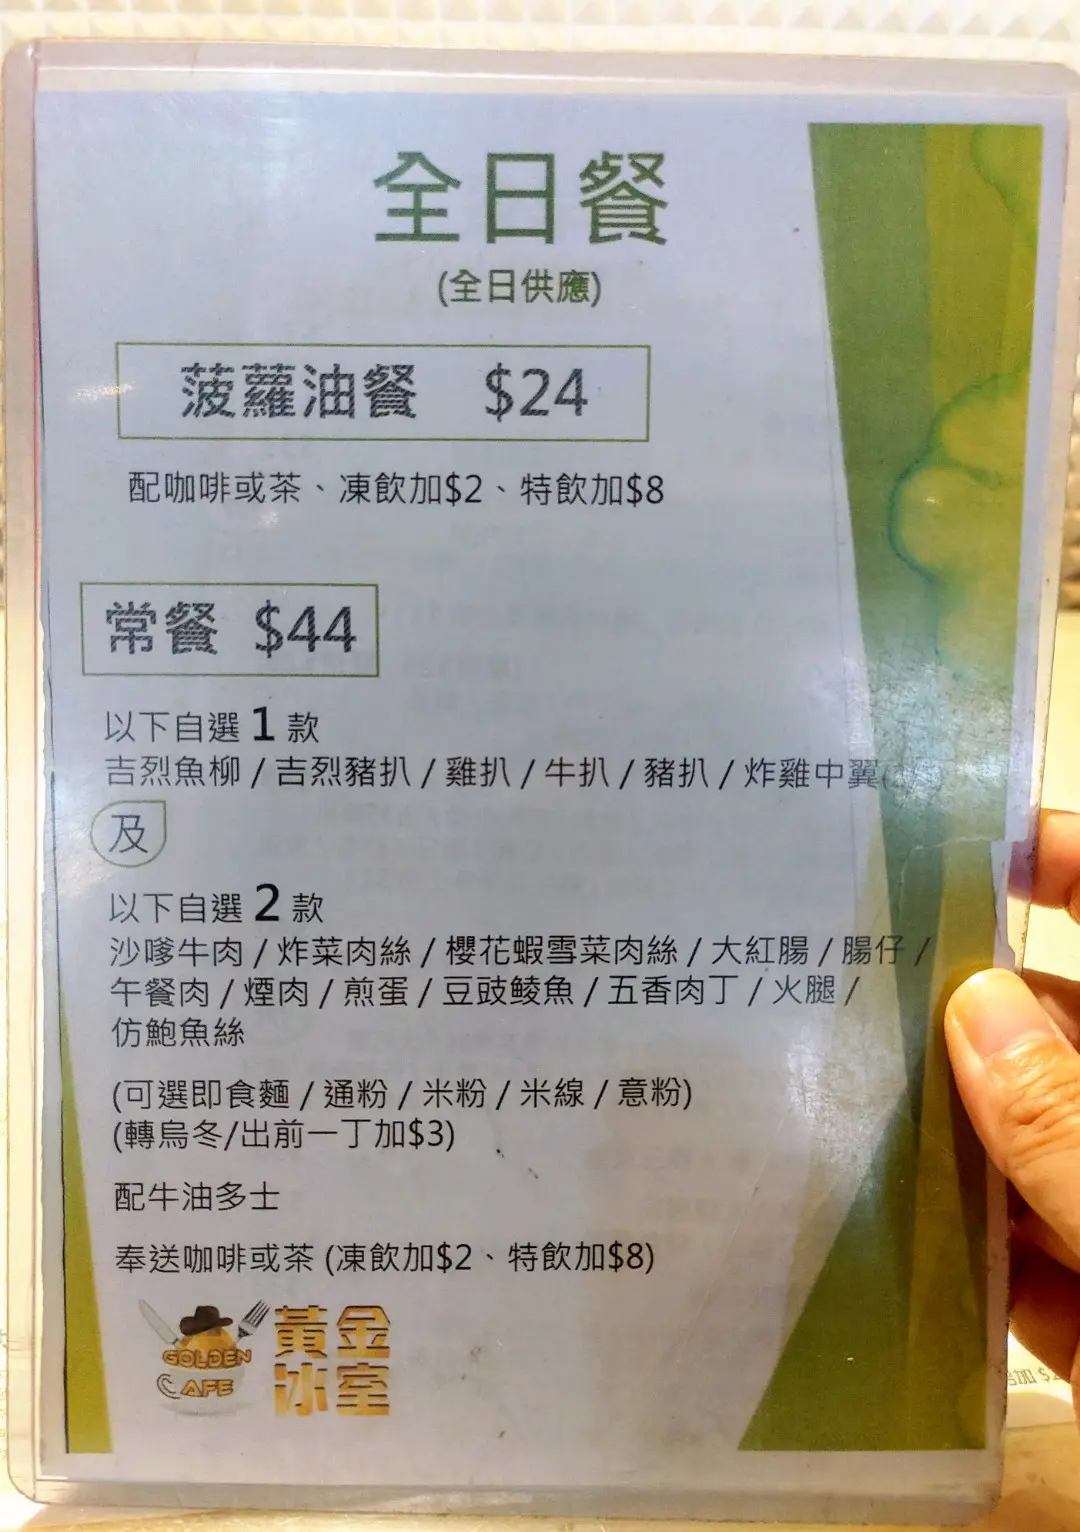 全日餐
(全日供應)
菠蘿油餐 $24
配咖啡或茶、凍飲加$2、特飲加$8
常餐 $44
以下自選 1 款
吉烈魚柳 / 吉烈豬扒 / 雞扒 / 牛扒 / 豬扒 / 炸雞中翼
及
以下自選 2 款
沙嗲牛肉 / 炸菜肉絲 / 櫻花蝦雪菜肉絲 / 大紅腸 / 腸仔 /
午餐肉 / 煙肉 / 煎蛋 / 豆豉鯪魚 / 五香肉丁 / 火腿 /
仿鮑魚絲
(可選即食麵 / 通粉 / 米粉 / 米線 / 意粉)
(轉烏冬/出前一丁加$3)
配牛油多士
奉送咖啡或茶 (凍飲加$2、特飲加$8)
GOLDEN
CAFE
黃金
冰室